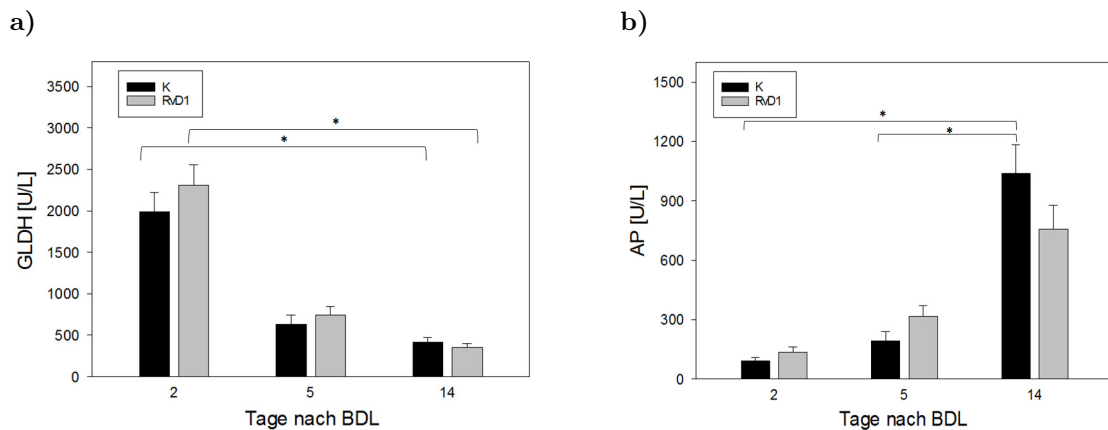 a)
3500
3000
2500
2000
1500
1000
500
0
GLDH [U/L]
K
RvD1
*
*
2 5 14
Tage nach BDL
b)
1500
1200
900
600
300
0
AP [U/L]
K
RvD1
*
*
2 5 14
Tage nach BDL